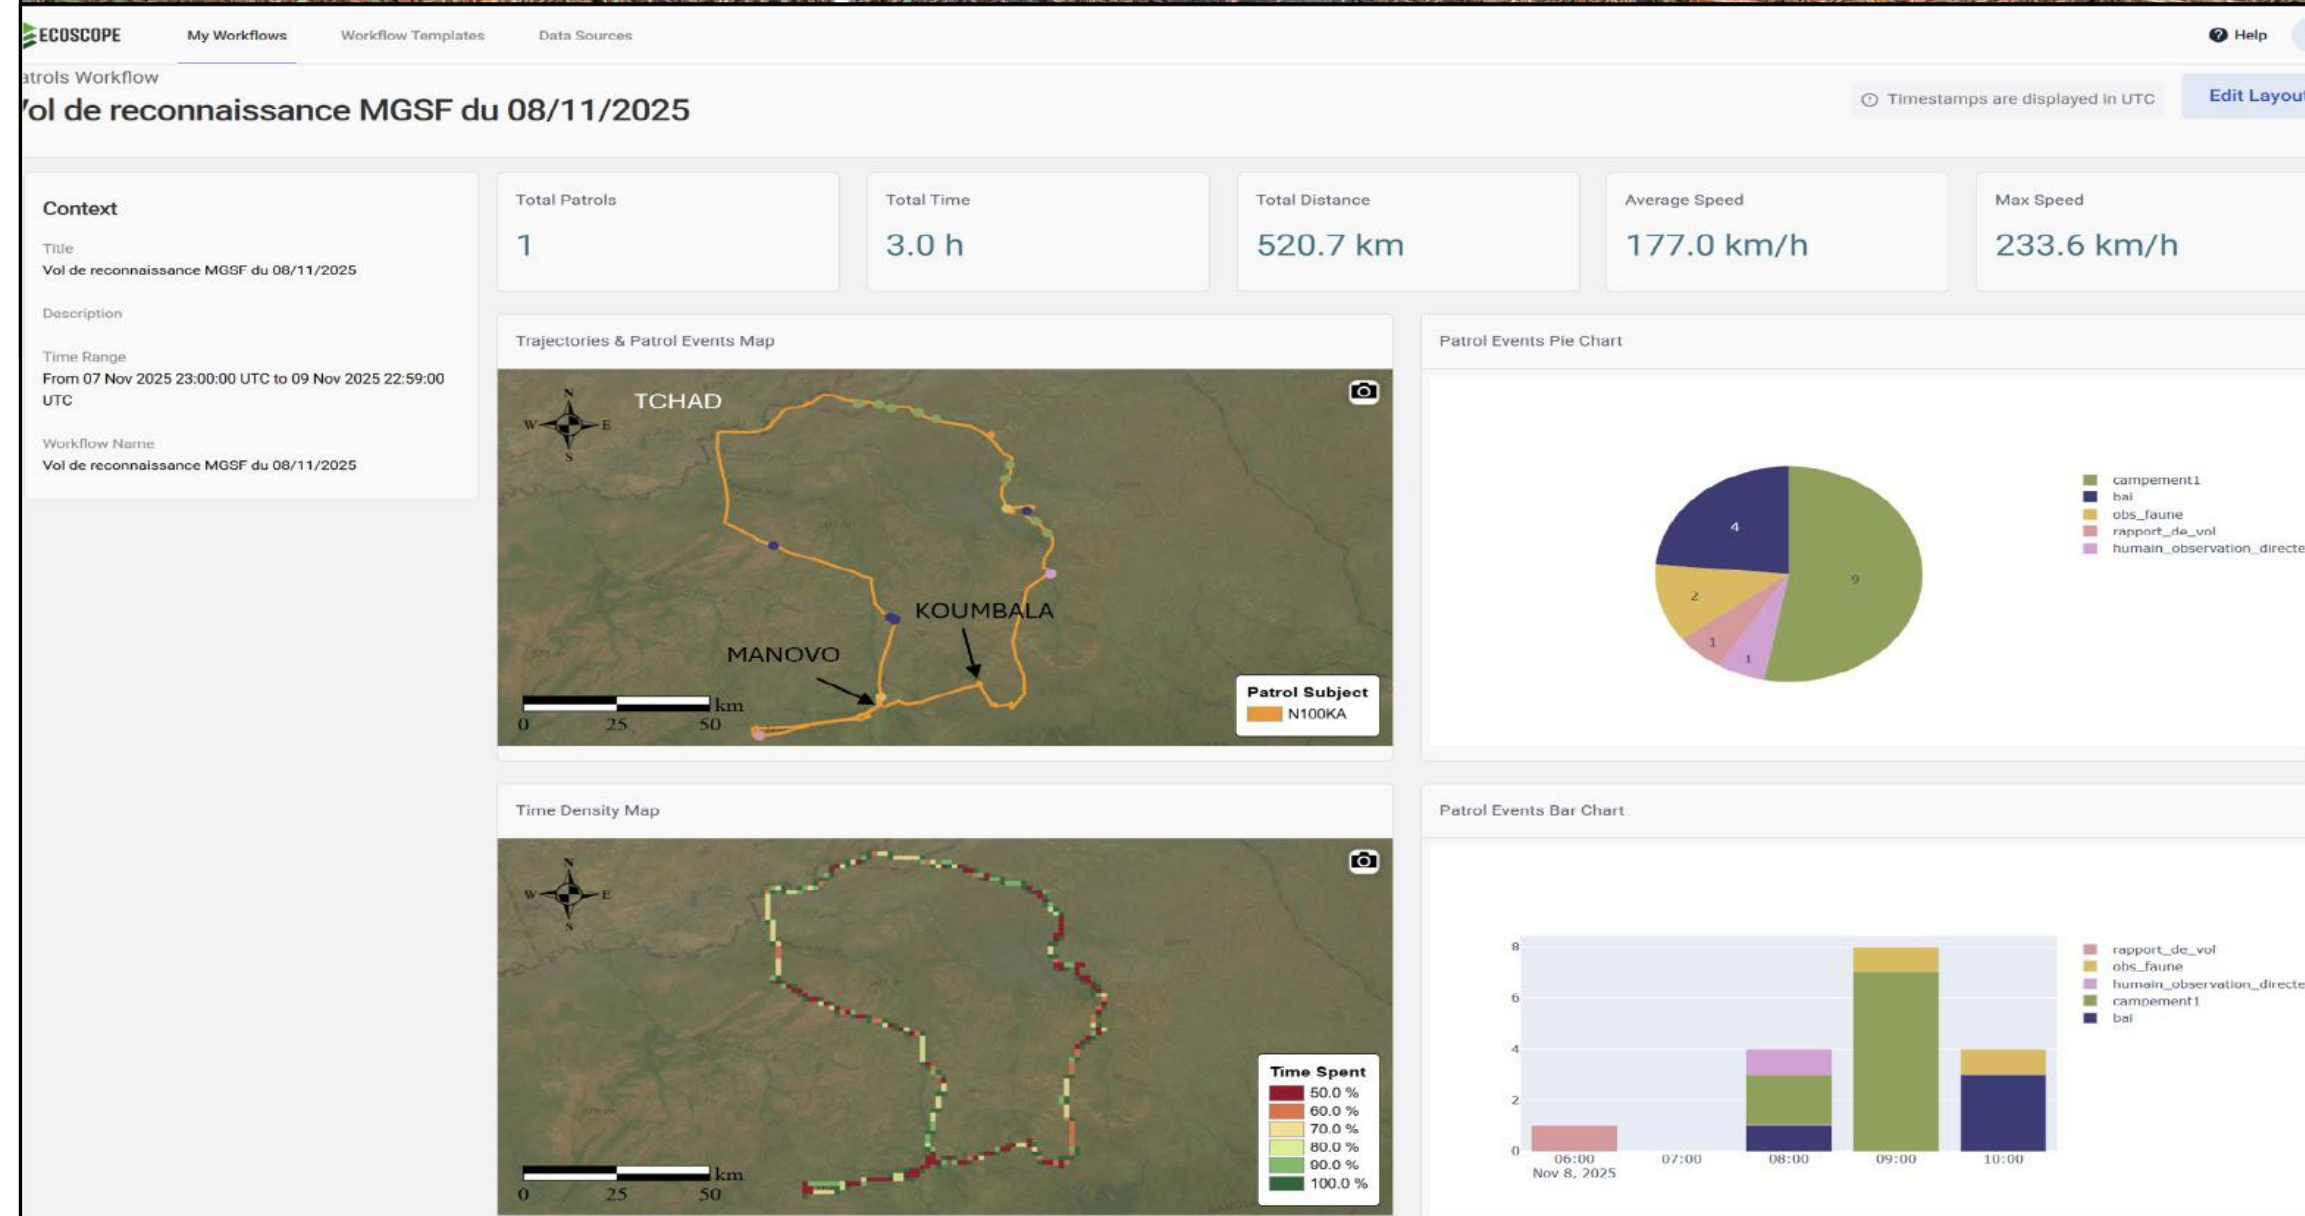 ECOSCOPE
My Workflows
Workflow Templates
Data Sources
Help
atrols Workflow
Vol de reconnaissance MGSF du 08/11/2025
Timestamps are displayed in UTC
Edit Layout
Context
Title
Vol de reconnaissance MGSF du 08/11/2025
Description
Time Range
From 07 Nov 2025 23:00:00 UTC to 09 Nov 2025 22:59:00
UTC
Workflow Name
Vol de reconnaissance MGSF du 08/11/2025
Total Patrols
1
Total Time
3.0 h
Total Distance
520.7 km
Average Speed
177.0 km/h
Max Speed
233.6 km/h
Trajectories & Patrol Events Map
N
W E
S
TCHAD
KOUMBALA
MANOVO
km
0 25 50
Patrol Subject
N100KA
Patrol Events Pie Chart
4
9
2
1
1
campement1
bai
obs_faune
rapport_de_vol
humain_observation_directe
Time Density Map
N
W E
S
km
0 25 50
Time Spent
50.0 %
60.0 %
70.0 %
80.0 %
90.0 %
100.0 %
Patrol Events Bar Chart
8
6
4
2
0
06:00 07:00 08:00 09:00 10:00
Nov 8, 2025
rapport_de_vol
obs_faune
humain_observation_directe
campement1
bai